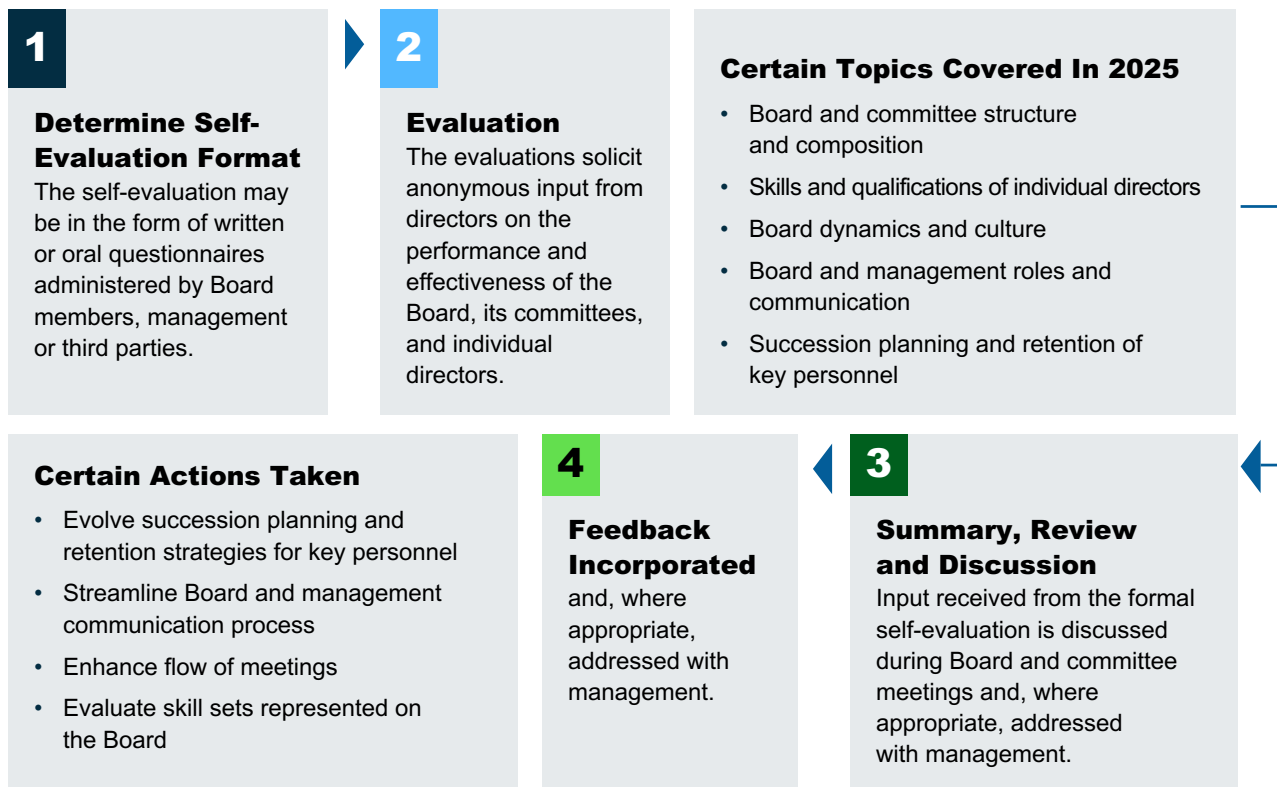 1
Determine Self-
Evaluation Format
The self-evaluation may
be in the form of written
or oral questionnaires
administered by Board
members, management
or third parties.
2
Evaluation
The evaluations solicit
anonymous input from
directors on the
performance and
effectiveness of the
Board, its committees,
and individual
directors.
Certain Topics Covered In 2025
• Board and committee structure
and composition
• Skills and qualifications of individual directors
• Board dynamics and culture
• Board and management roles and
communication
• Succession planning and retention of
key personnel
3
Summary, Review
and Discussion
Input received from the formal
self-evaluation is discussed
during Board and committee
meetings and, where
appropriate, addressed
with management.
4
Feedback
Incorporated
and, where
appropriate,
addressed with
management.
Certain Actions Taken
• Evolve succession planning and
retention strategies for key personnel
• Streamline Board and management
communication process
• Enhance flow of meetings
• Evaluate skill sets represented on
the Board